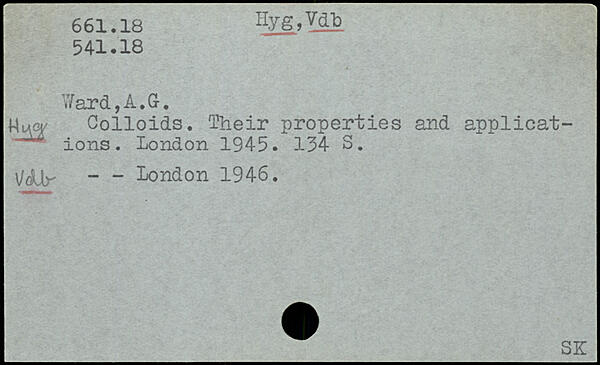 661.18
541.18
Hyg,Vdb
Ward,A.G.
Hyg Colloids. Their properties and applicat-
ions. London 1945. 134 S.
Vdb - - London 1946.
SK